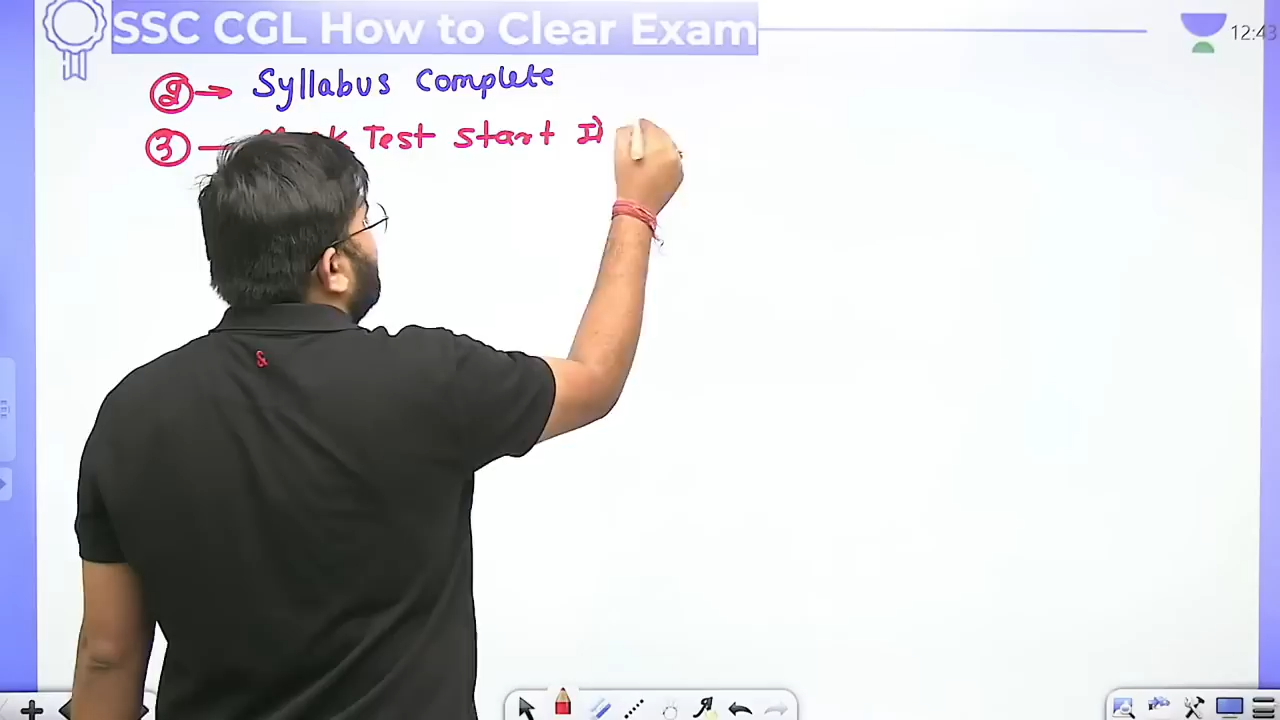 SSC CGL How to Clear Exam
12:43
② → Syllabus Complete
③ Test Start